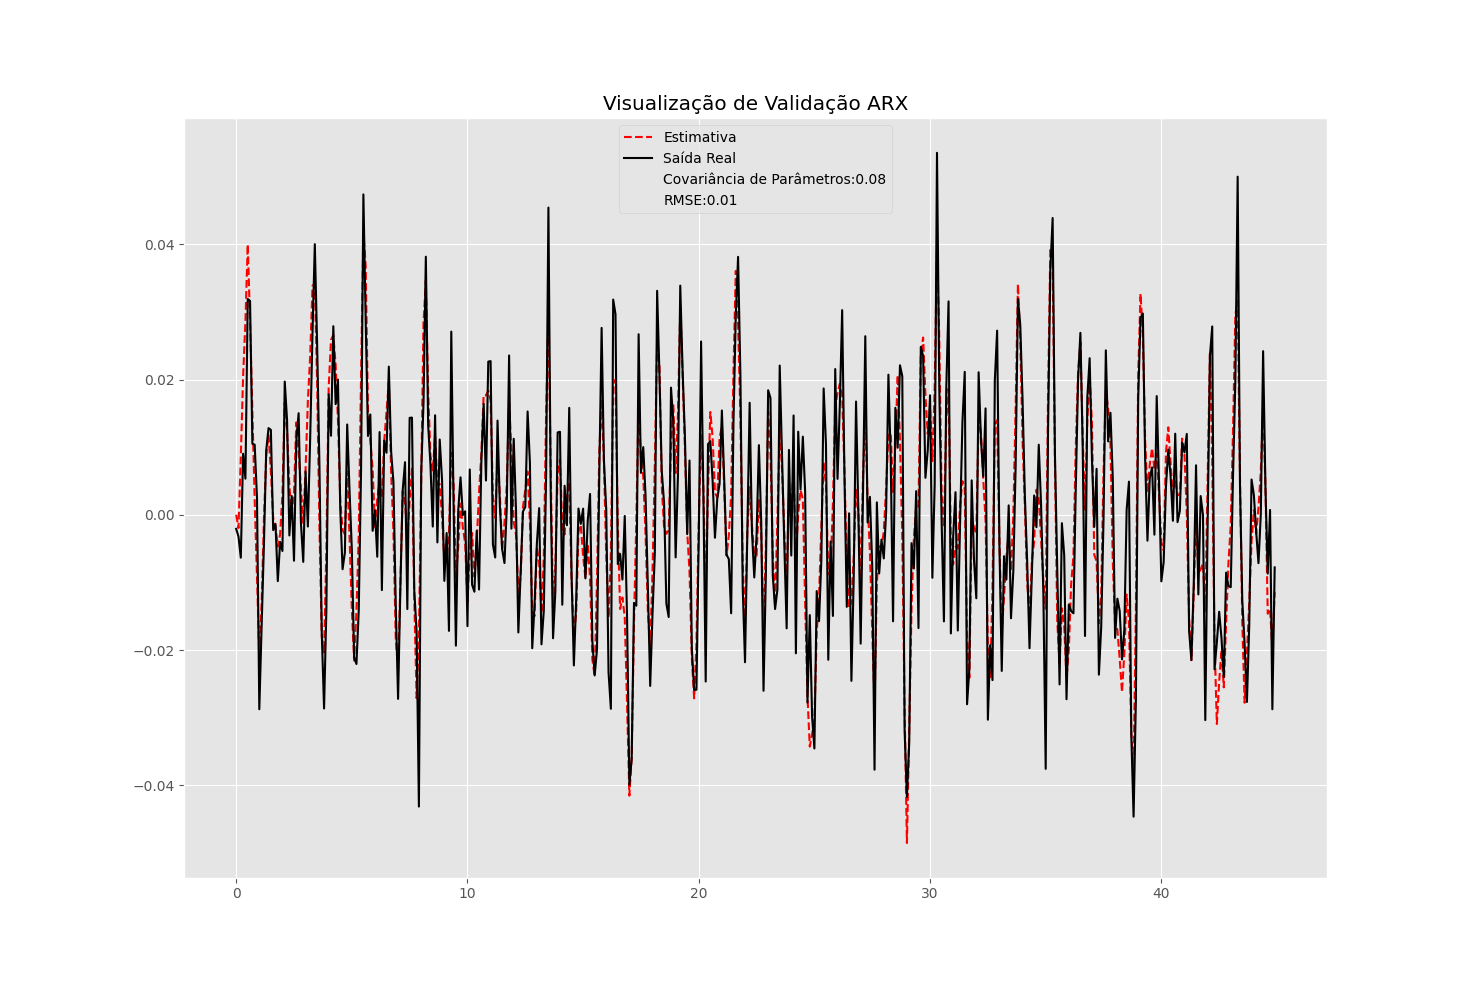 Visualização de Validação ARX
Estimativa
Saída Real
Covariância de Parâmetros:0.08
RMSE:0.01
0.04
0.02
0.00
−0.02
−0.04
0 10 20 30 40